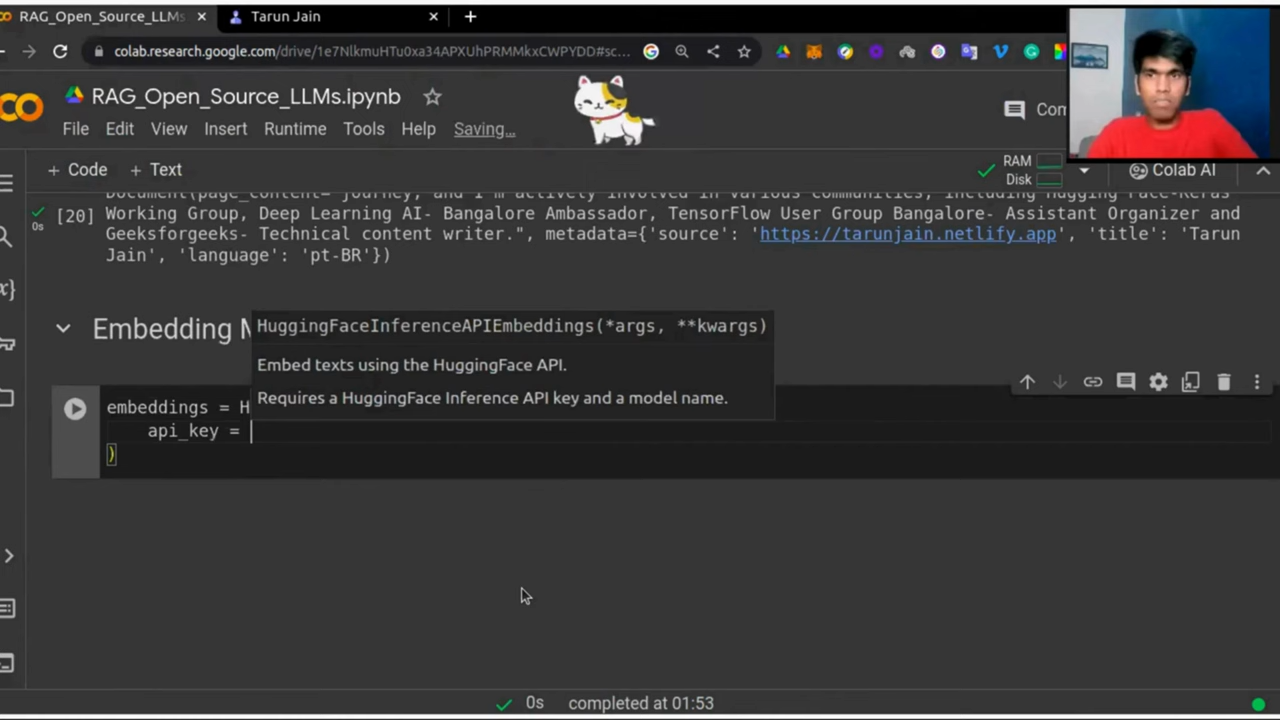 RAG_Open_Source_LLMs
Tarun Jain
colab.research.google.com/drive/1e7NlkmuHTu0xa34APXUhPRMMkxCWPYDD#sc...
RAG_Open_Source_LLMs.ipynb
File Edit View Insert Runtime Tools Help Saving...
+ Code + Text
RAM
Disk
Colab AI
[20]
0s
Working Group, Deep Learning AI- Bangalore Ambassador, TensorFlow User Group Bangalore- Assistant Organizer and
Geeksforgeeks- Technical content writer.", metadata={'source': 'https://tarunjain.netlify.app', 'title': 'Tarun
Jain', 'language': 'pt-BR'})
Embedding
HuggingFaceInferenceAPIEmbeddings(*args, **kwargs)
Embed texts using the HuggingFace API.
Requires a HuggingFace Inference API key and a model name.
embeddings = H
api_key =
)
0s completed at 01:53